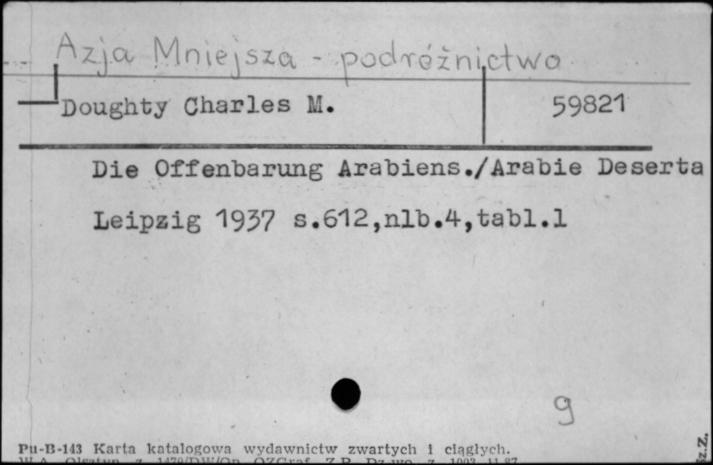 Azja Mniejsza - podróżnictwo
Doughty Charles M. 59821
Die Offenbarung Arabiens./Arabie Deserta
Leipzig 1937 s.612,nlb.4,tabl.1
9
Pu-B-143 Karta katalogowa wydawnictw zwartych i ciągłych.
Sz.Z.